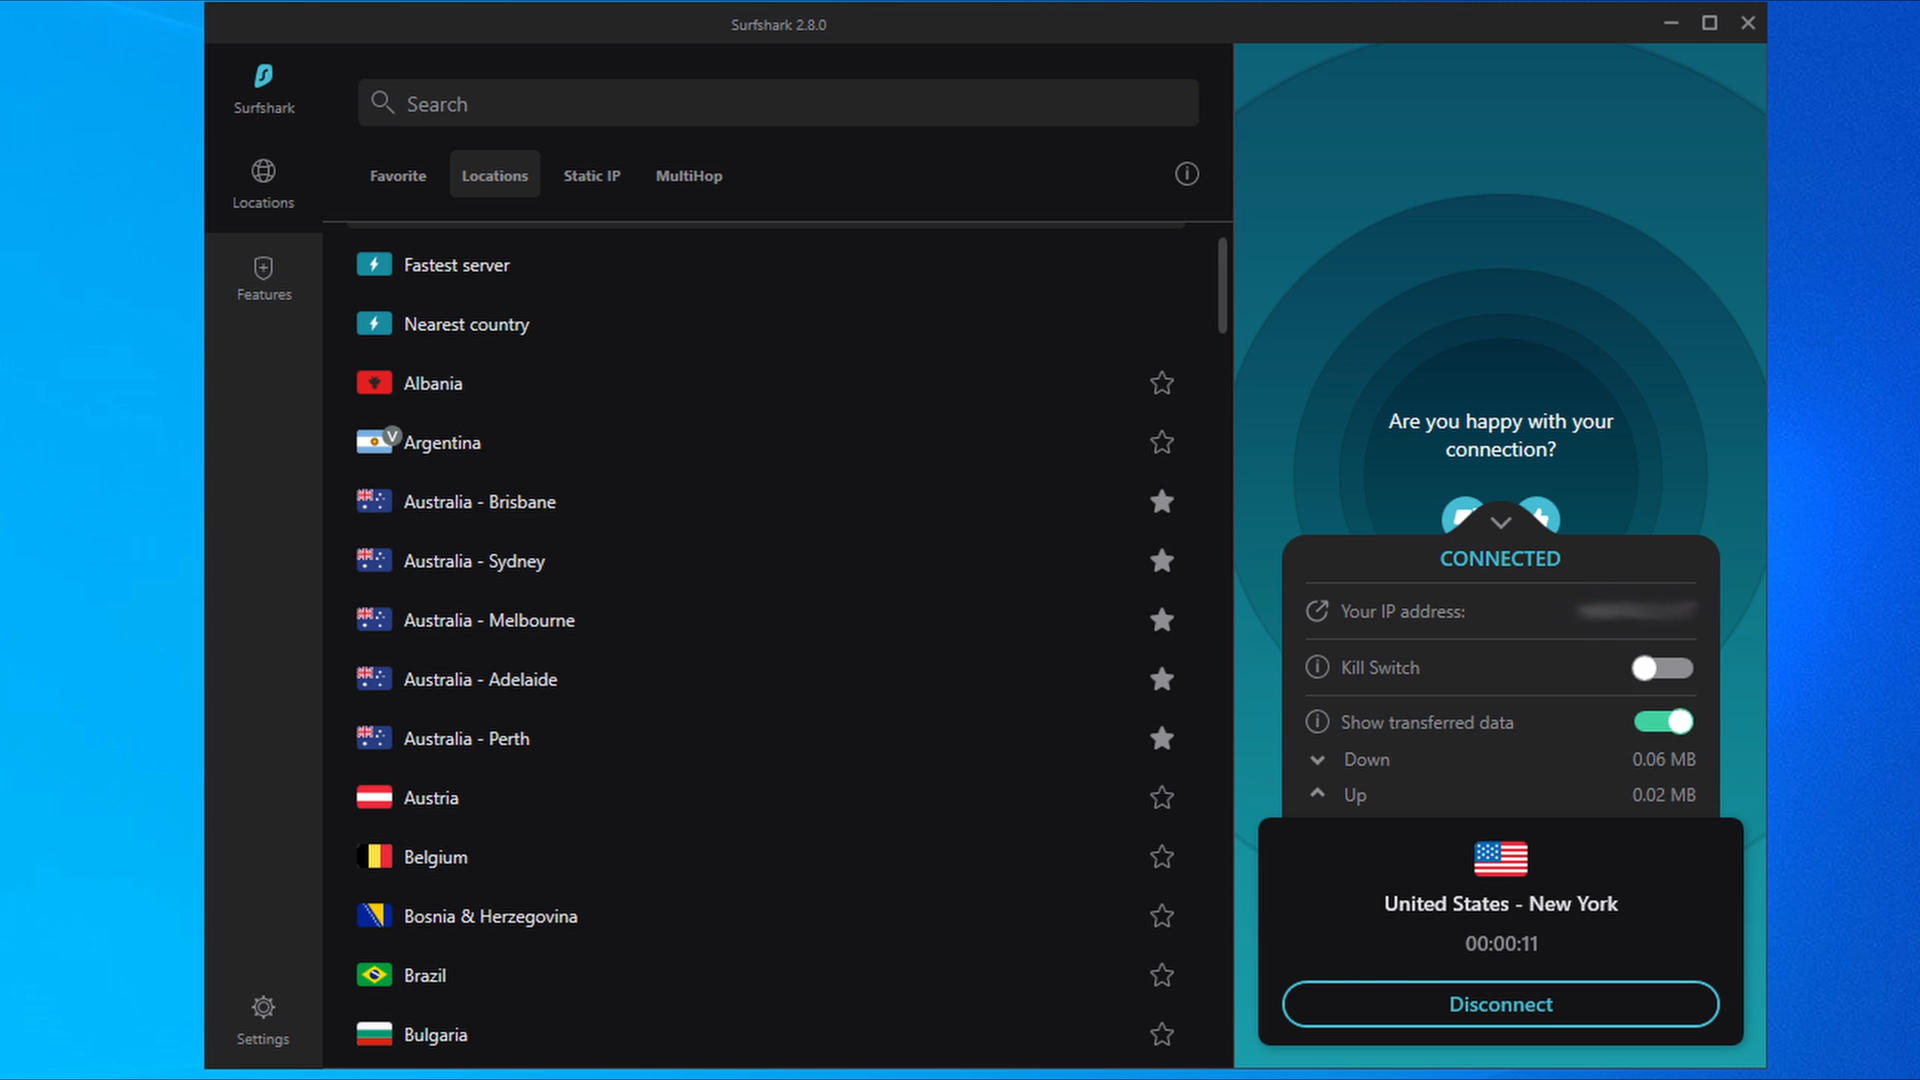 Surfshark 2.8.0
Surfshark
Locations
Features
Settings
Search
Favorite
Locations
Static IP
MultiHop
Fastest server
Nearest country
Albania
V
Argentina
Australia - Brisbane
Australia - Sydney
Australia - Melbourne
Australia - Adelaide
Australia - Perth
Austria
Belgium
Bosnia & Herzegovina
Brazil
Bulgaria
Are you happy with your
connection?
CONNECTED
Your IP address:
Kill Switch
Show transferred data
Down 0.06 MB
Up 0.02 MB
United States - New York
00:00:11
Disconnect